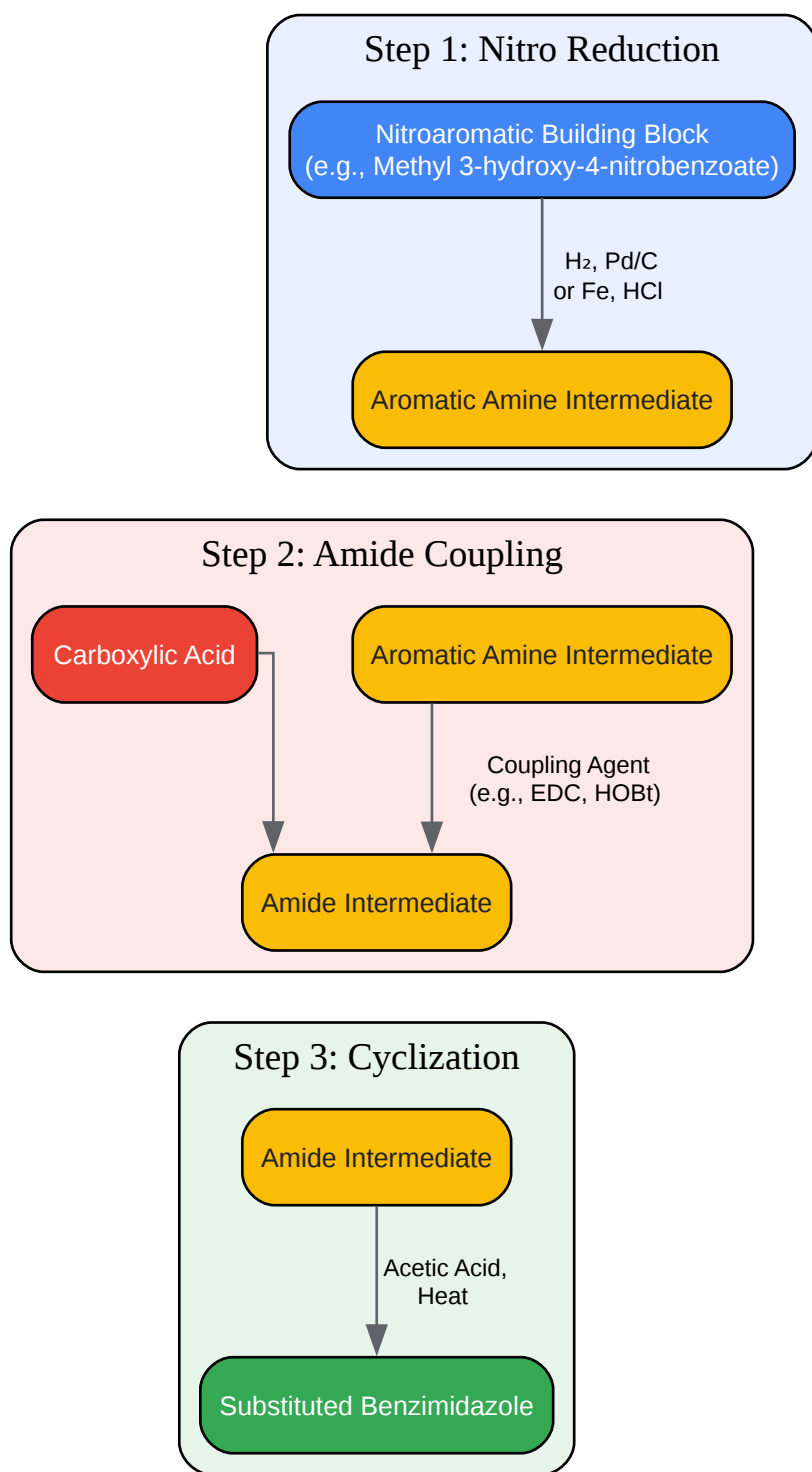 Step 1: Nitro Reduction
Nitroaromatic Building Block
(e.g., Methyl 3-hydroxy-4-nitrobenzoate)
H₂, Pd/C
or Fe, HCl
Aromatic Amine Intermediate
Step 2: Amide Coupling
Carboxylic Acid
Aromatic Amine Intermediate
Coupling Agent
(e.g., EDC, HOBt)
Amide Intermediate
Step 3: Cyclization
Amide Intermediate
Acetic Acid,
Heat
Substituted Benzimidazole